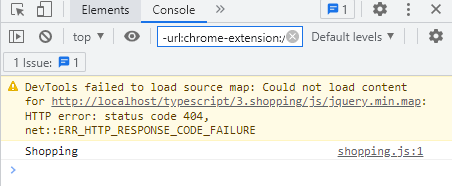 Elements Console » 1
top ▼ -url:chrome-extension:/ Default levels ▼
1 Issue: 1
DevTools failed to load source map: Could not load content
for http://localhost/typescript/3.shopping/js/jquery.min.map:
HTTP error: status code 404,
net::ERR_HTTP_RESPONSE_CODE_FAILURE
Shopping shopping.js:1